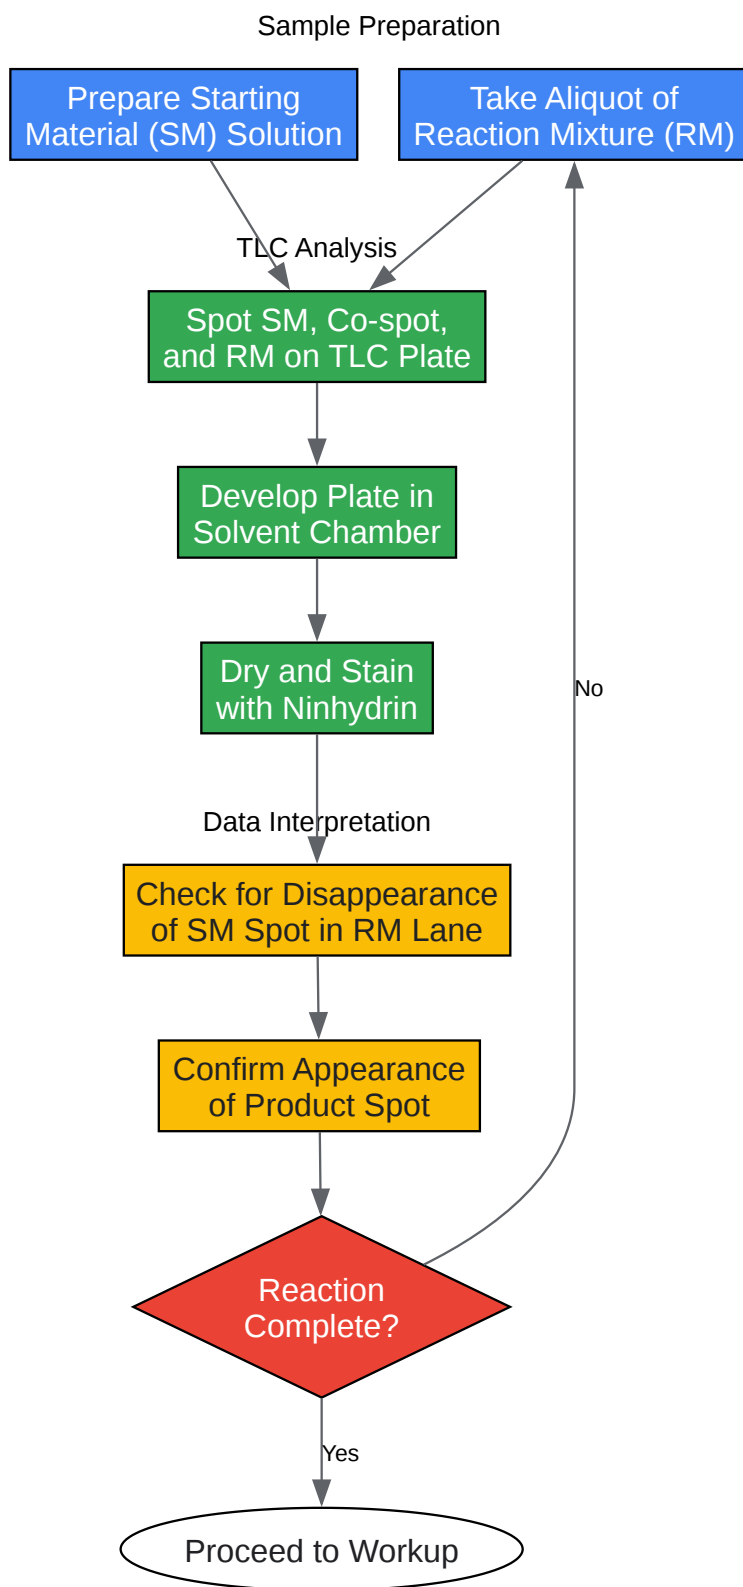 Sample Preparation
Prepare Starting
Material (SM) Solution
Take Aliquot of
Reaction Mixture (RM)
TLC Analysis
Spot SM, Co-spot,
and RM on TLC Plate
Develop Plate in
Solvent Chamber
Dry and Stain
with Ninhydrin
No
Data Interpretation
Check for Disappearance
of SM Spot in RM Lane
Confirm Appearance
of Product Spot
Reaction
Complete?
Yes
Proceed to Workup